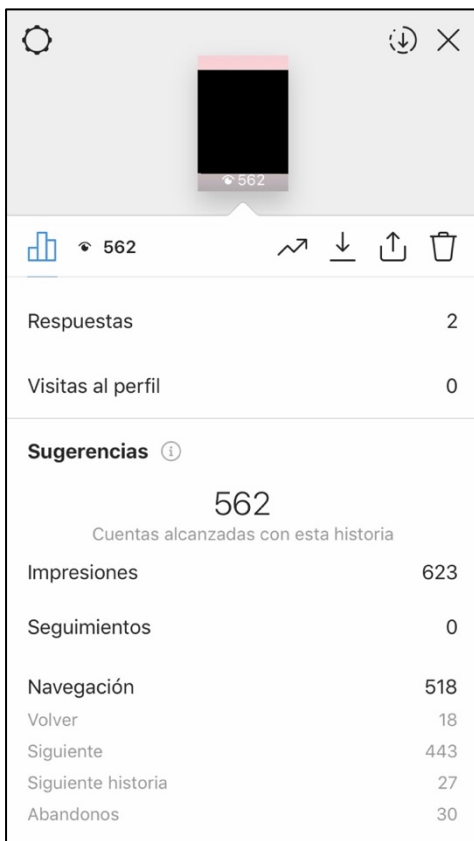 562
562
Respuestas 2
Visitas al perfil 0
Sugerencias
562
Cuentas alcanzadas con esta historia
Impresiones 623
Seguimientos 0
Navegación 518
Volver 18
Siguiente 443
Siguiente historia 27
Abandonos 30